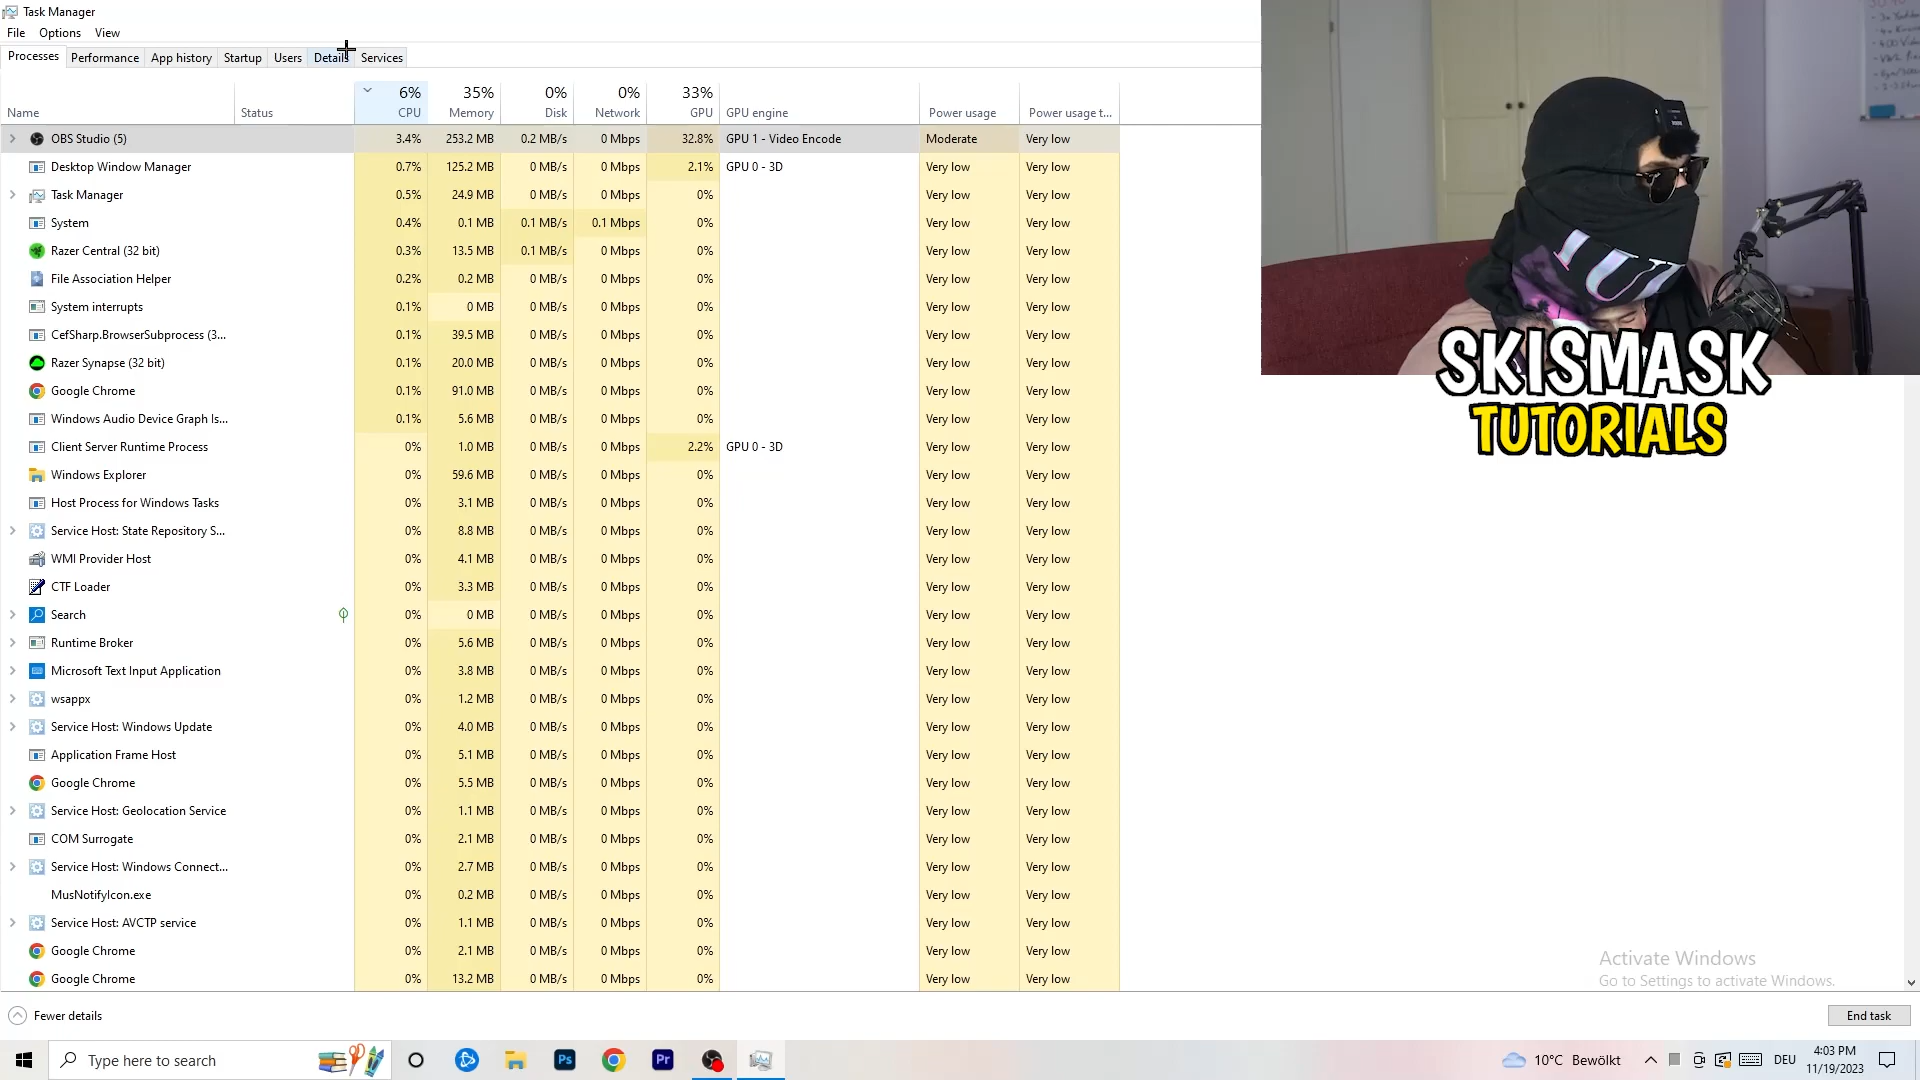 Task Manager
File Options View
Processes Performance App history Startup Users Details Services
6% 35% 0% 0% 33%
Name Status CPU Memory Disk Network GPU GPU engine Power usage Power usage t...
OBS Studio (5) 3.4% 253.2 MB 0.2 MB/s 0 Mbps 32.8% GPU 1 - Video Encode Moderate Very low
Desktop Window Manager 0.7% 125.2 MB 0 MB/s 0 Mbps 2.1% GPU 0 - 3D Very low Very low
Task Manager 0.5% 24.9 MB 0 MB/s 0 Mbps 0% Very low Very low
System 0.4% 0.1 MB 0.1 MB/s 0.1 Mbps 0% Very low Very low
Razer Central (32 bit) 0.3% 13.5 MB 0.1 MB/s 0 Mbps 0% Very low Very low
File Association Helper 0.2% 0.2 MB 0 MB/s 0 Mbps 0% Very low Very low
System interrupts 0.1% 0 MB 0 MB/s 0 Mbps 0% Very low Very low
CefSharp.BrowserSubprocess (3... 0.1% 39.5 MB 0 MB/s 0 Mbps 0% Very low Very low
Razer Synapse (32 bit) 0.1% 20.0 MB 0 MB/s 0 Mbps 0% Very low Very low
Google Chrome 0.1% 91.0 MB 0 MB/s 0 Mbps 0% Very low Very low
Windows Audio Device Graph Is... 0.1% 5.6 MB 0 MB/s 0 Mbps 0% Very low Very low
Client Server Runtime Process 0% 1.0 MB 0 MB/s 0 Mbps 2.2% GPU 0 - 3D Very low Very low
Windows Explorer 0% 59.6 MB 0 MB/s 0 Mbps 0% Very low Very low
Host Process for Windows Tasks 0% 3.1 MB 0 MB/s 0 Mbps 0% Very low Very low
Service Host: State Repository S... 0% 8.8 MB 0 MB/s 0 Mbps 0% Very low Very low
WMI Provider Host 0% 4.1 MB 0 MB/s 0 Mbps 0% Very low Very low
CTF Loader 0% 3.3 MB 0 MB/s 0 Mbps 0% Very low Very low
Search 0% 0 MB 0 MB/s 0 Mbps 0% Very low Very low
Runtime Broker 0% 5.6 MB 0 MB/s 0 Mbps 0% Very low Very low
Microsoft Text Input Application 0% 3.8 MB 0 MB/s 0 Mbps 0% Very low Very low
wsappx 0% 1.2 MB 0 MB/s 0 Mbps 0% Very low Very low
Service Host: Windows Update 0% 4.0 MB 0 MB/s 0 Mbps 0% Very low Very low
Application Frame Host 0% 5.1 MB 0 MB/s 0 Mbps 0% Very low Very low
Google Chrome 0% 5.5 MB 0 MB/s 0 Mbps 0% Very low Very low
Service Host: Geolocation Service 0% 1.1 MB 0 MB/s 0 Mbps 0% Very low Very low
COM Surrogate 0% 2.1 MB 0 MB/s 0 Mbps 0% Very low Very low
Service Host: Windows Connect... 0% 2.7 MB 0 MB/s 0 Mbps 0% Very low Very low
MusNotifyIcon.exe 0% 0.2 MB 0 MB/s 0 Mbps 0% Very low Very low
Service Host: AVCTP service 0% 1.1 MB 0 MB/s 0 Mbps 0% Very low Very low
Google Chrome 0% 2.1 MB 0 MB/s 0 Mbps 0% Very low Very low
Google Chrome 0% 13.2 MB 0 MB/s 0 Mbps 0% Very low Very low
SKISMASK
TUTORIALS
Activate Windows
Go to Settings to activate Windows.
Fewer details End task
Type here to search Ps Pr 10°C Bewölkt DEU 4:03 PM
11/19/2023